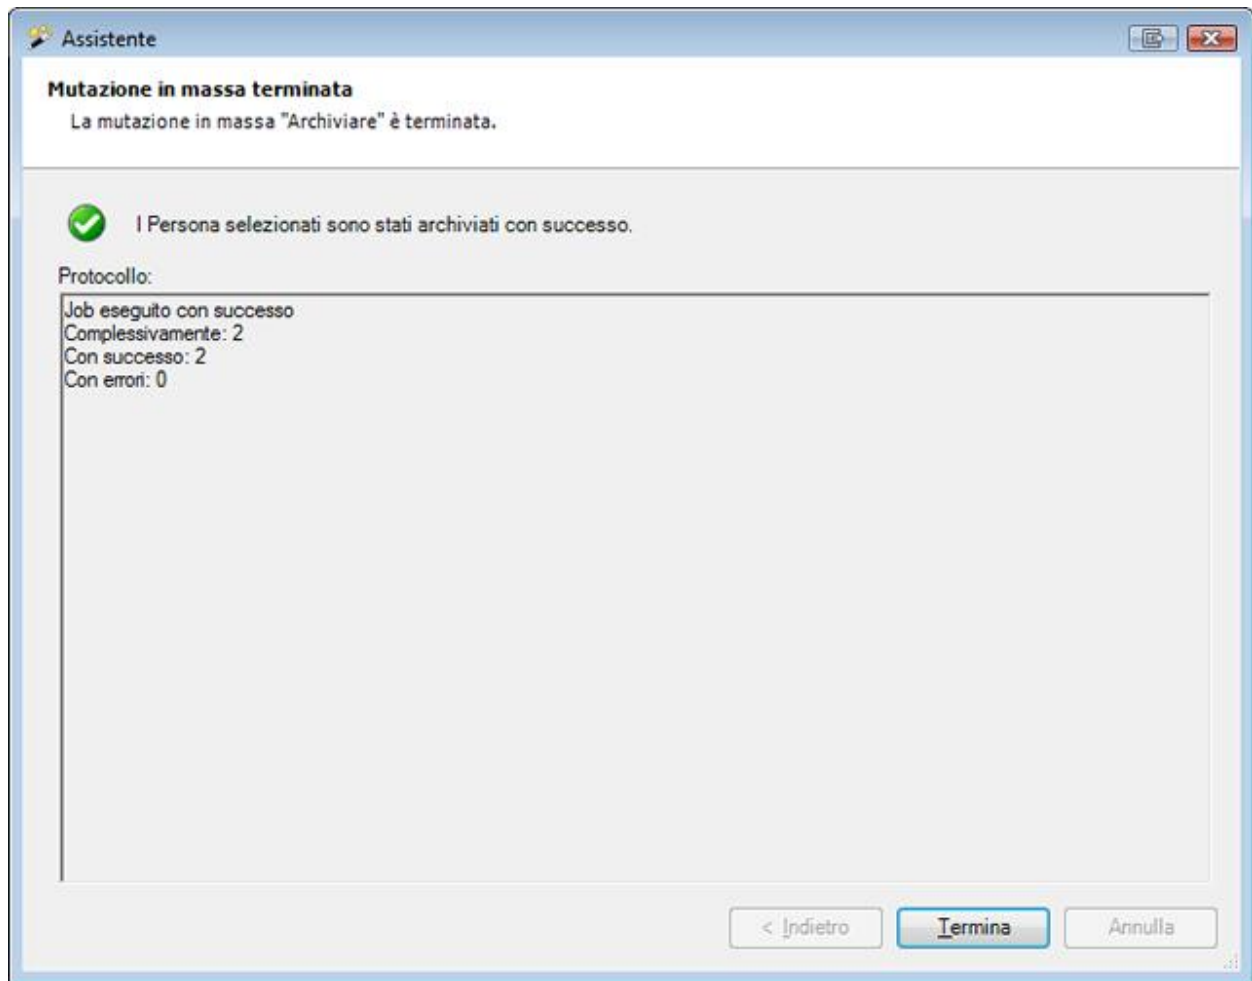 Assistente
Mutazione in massa terminata
La mutazione in massa "Archiviare" è terminata.
I Persona selezionati sono stati archiviati con successo.
Protocollo:
Job eseguito con successo
Complessivamente: 2
Con successo: 2
Con errori: 0
< Indietro
Termina
Annulla